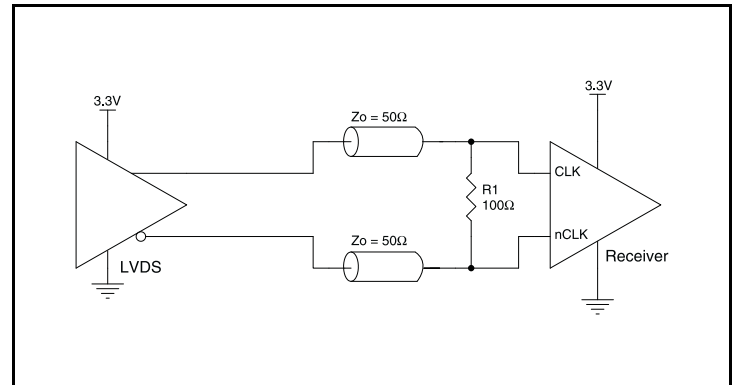 3.3V
3.3V
Zo = 50Ω
CLK
R1
100Ω
nCLK
Zo = 50Ω
LVDS
Receiver